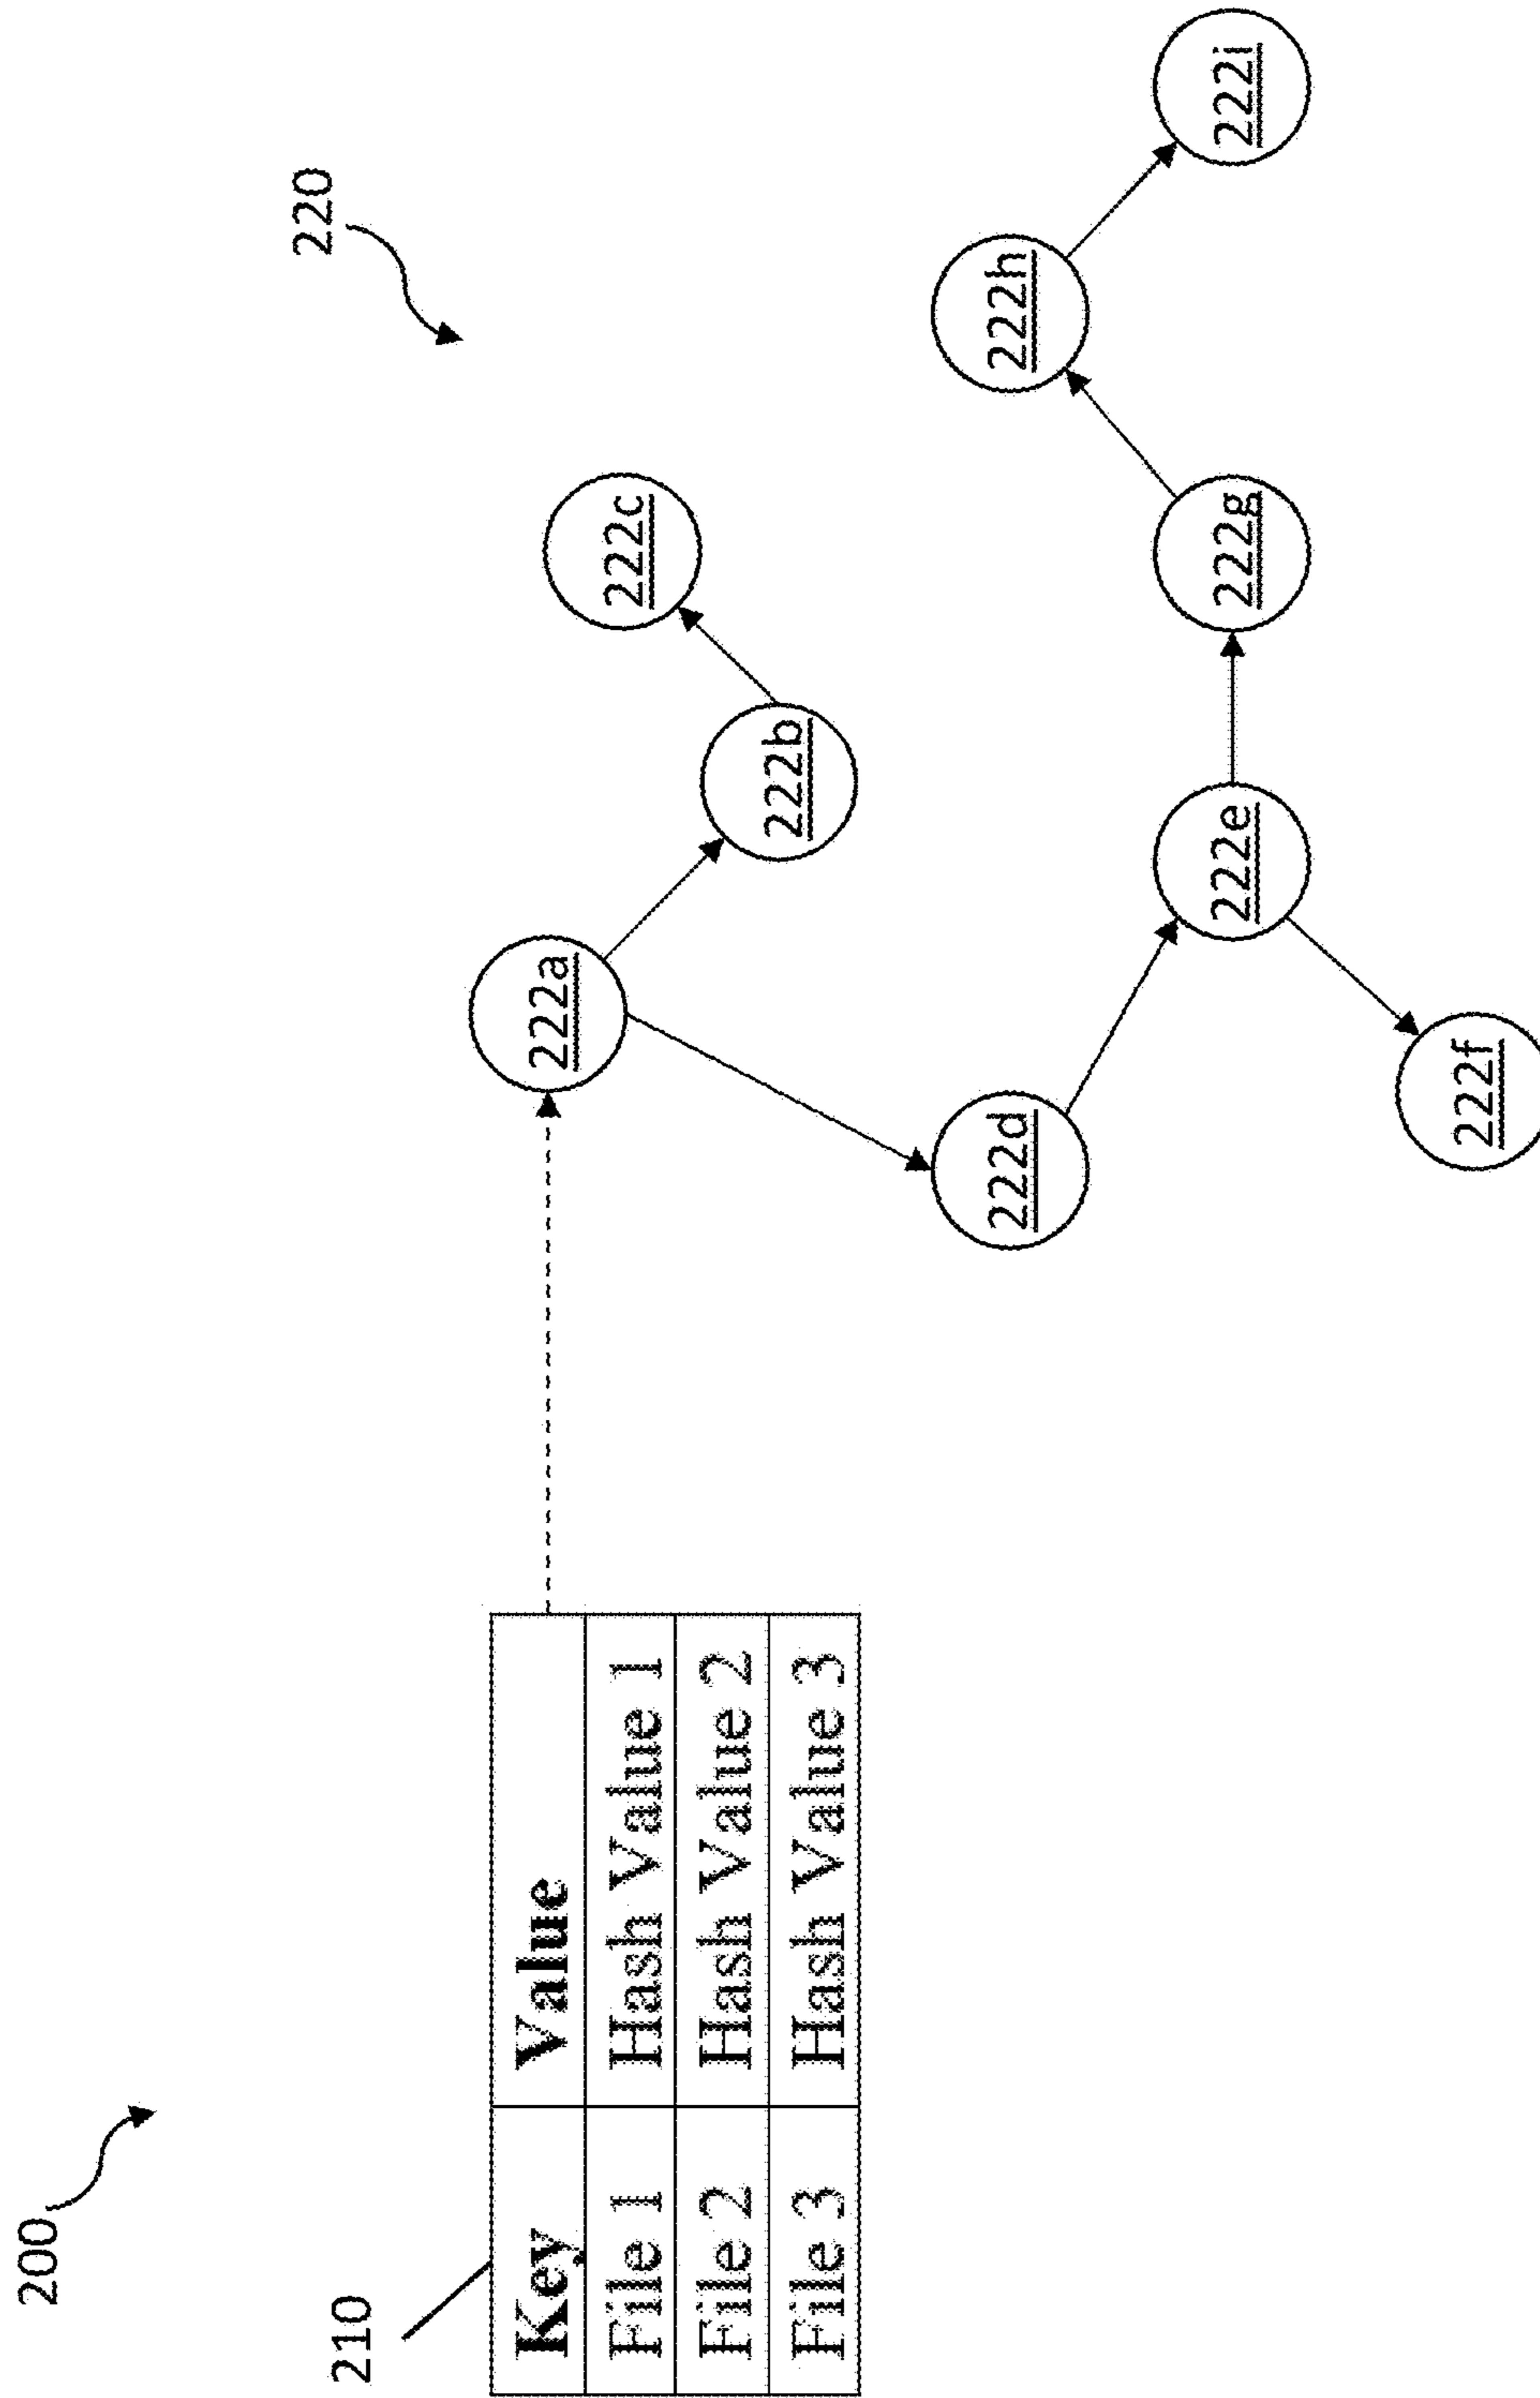 200
220
210
Key Value
File 1 Hash Value 1
File 2 Hash Value 2
File 3 Hash Value 3
222a
222c
222b
222d
222h
222e
222g
222i
222f